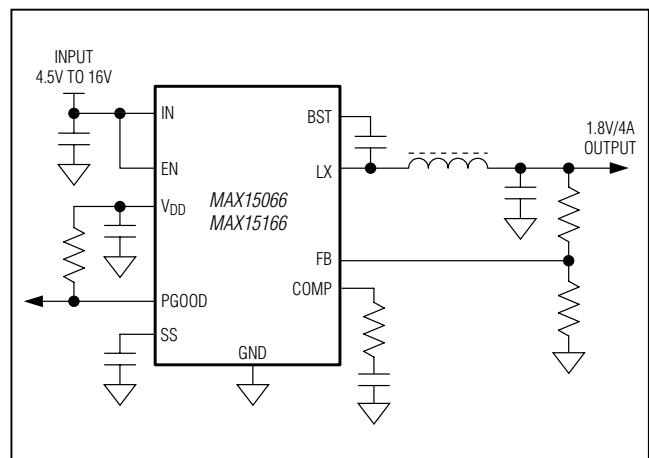 INPUT
4.5V TO 16V
IN
BST
1.8V/4A
OUTPUT
EN
LX
MAX15066
MAX15166
VDD
FB
COMP
PGOOD
SS
GND